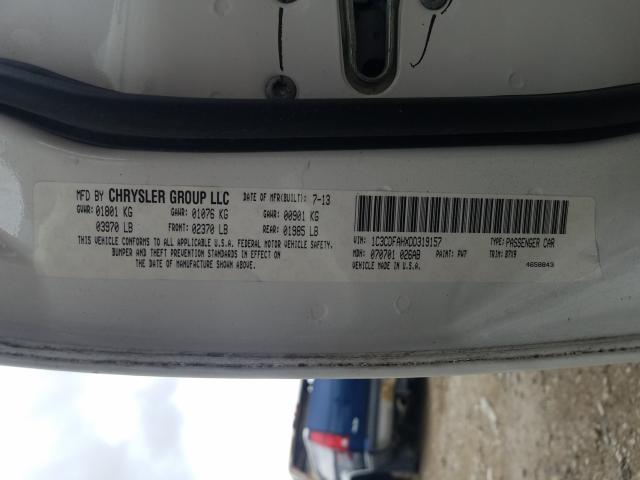 MFD BY CHRYSLER GROUP LLC DATE OF MFR(BUILT): 7-13
GVWR: 01801 KG GAWR: 01076 KG GAWR: 00901 KG
03970 LB FRONT: 02370 LB REAR: 01985 LB
THIS VEHICLE CONFORMS TO ALL APPLICABLE U.S.A. FEDERAL MOTOR VEHICLE SAFETY,
BUMPER AND THEFT PREVENTION STANDARDS IN EFFECT ON
THE DATE OF MANUFACTURE SHOWN ABOVE.
VIN: 1C3CDFAHXDD319157 TYPE: PASSENGER CAR
MDH: 070701 026AB PAINT: PW7 TRIM: B7X9
VEHICLE MADE IN U.S.A. 4658843